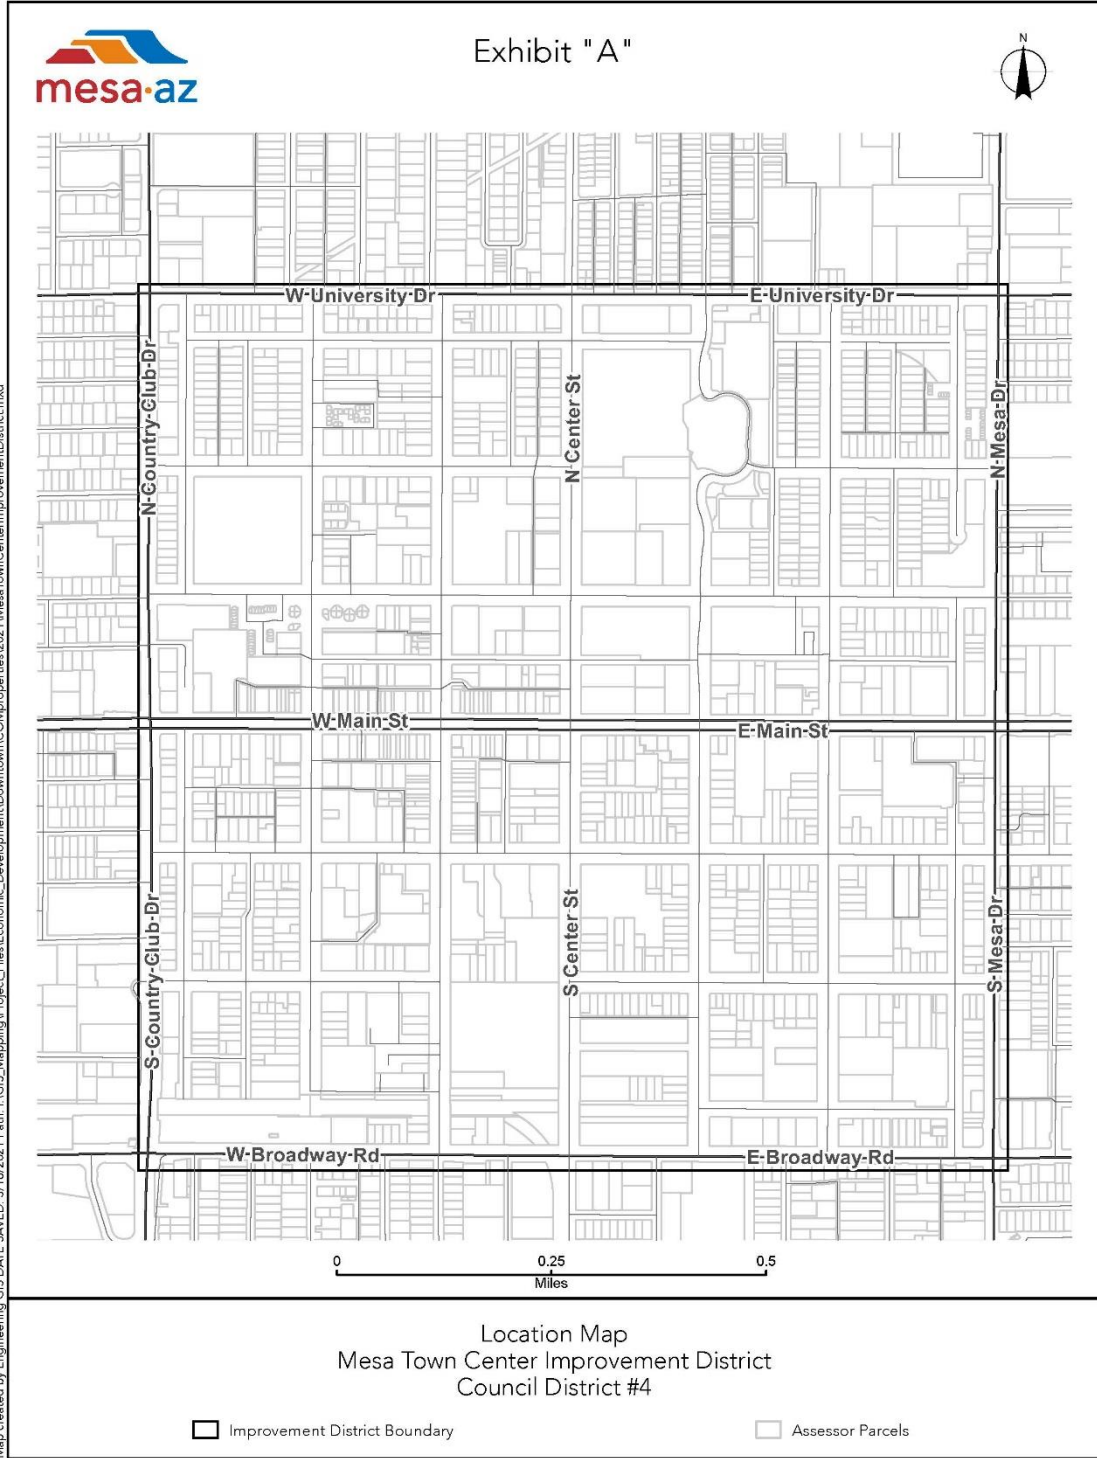 mesa·az
Exhibit "A"
N
W University Dr
E University Dr
N Country Club Dr
N Center St
N Mesa Dr
W Main St
E Main St
S Country Club Dr
S Center St
S Mesa Dr
W Broadway Rd
E Broadway Rd
0
0.25
0.5
Miles
Location Map
Mesa Town Center Improvement District
Council District #4
Improvement District Boundary
Assessor Parcels